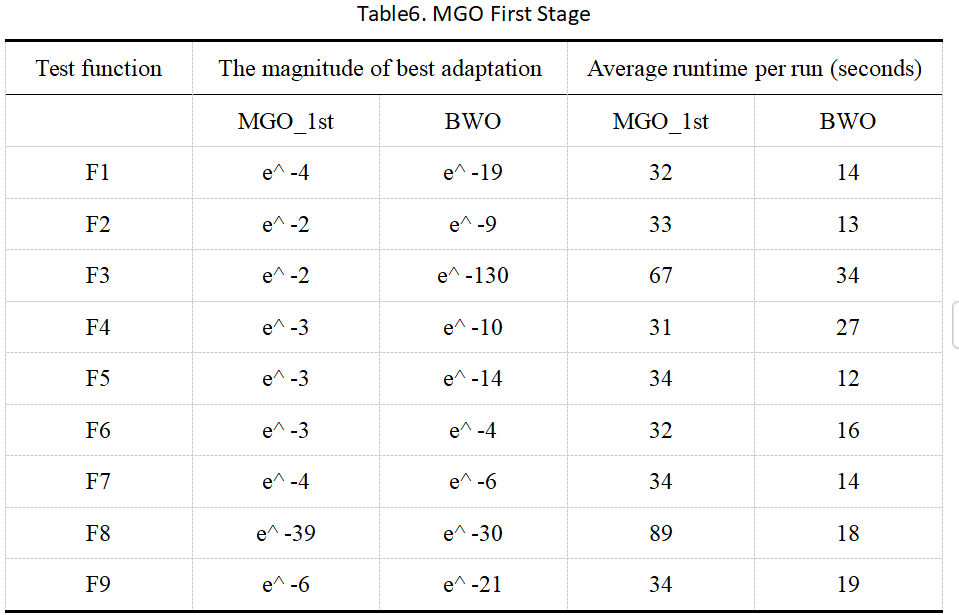 Table6. MGO First Stage
Test function The magnitude of best adaptation Average runtime per run (seconds)
MGO_1st BWO MGO_1st BWO
F1 e^ -4 e^ -19 32 14
F2 e^ -2 e^ -9 33 13
F3 e^ -2 e^ -130 67 34
F4 e^ -3 e^ -10 31 27
F5 e^ -3 e^ -14 34 12
F6 e^ -3 e^ -4 32 16
F7 e^ -4 e^ -6 34 14
F8 e^ -39 e^ -30 89 18
F9 e^ -6 e^ -21 34 19